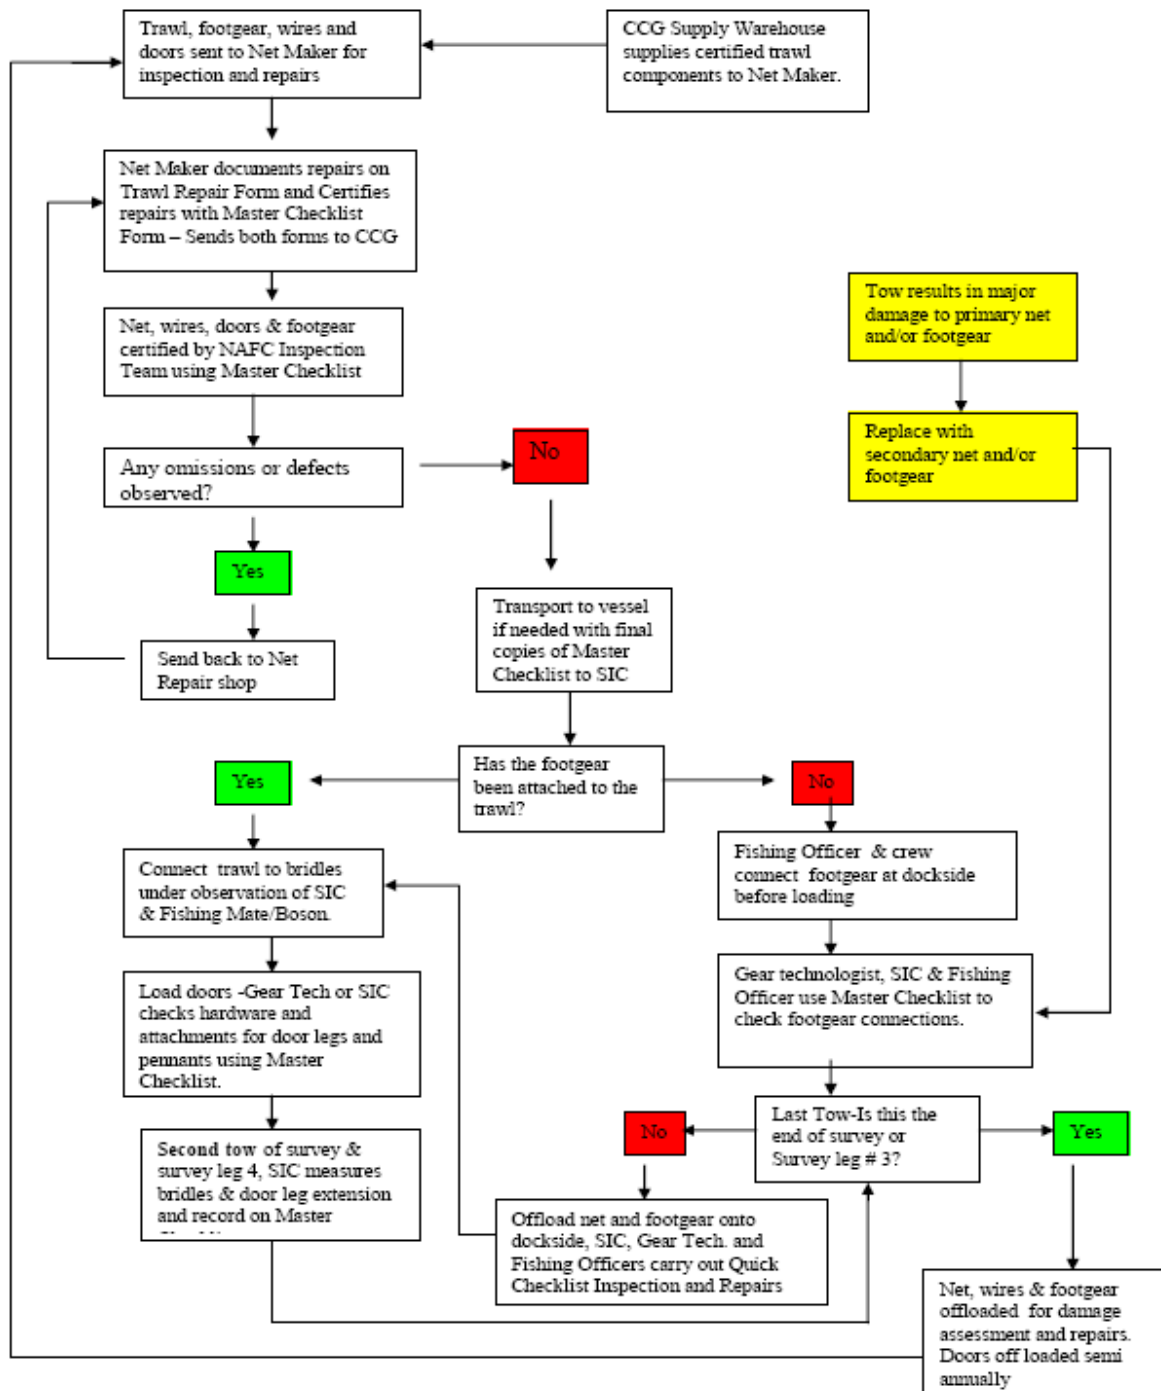 Trawl, footgear, wires and
doors sent to Net Maker for
inspection and repairs
CCG Supply Warehouse
supplies certified trawl
components to Net Maker.
Net Maker documents repairs on
Trawl Repair Form and Certifies
repairs with Master Checklist
Form – Sends both forms to CCG
Net, wires, doors & footgear
certified by NAFC Inspection
Team using Master Checklist
Tow results in major
damage to primary net
and/or footgear
Replace with
secondary net and/or
footgear
Any omissions or defects
observed?
No
Yes
Send back to Net
Repair shop
Transport to vessel
if needed with final
copies of Master
Checklist to SIC
Has the footgear
been attached to the
trawl?
Yes
No
Connect trawl to bridles
under observation of SIC
& Fishing Mate/Boson.
Fishing Officer & crew
connect footgear at dockside
before loading
Load doors -Gear Tech or SIC
checks hardware and
attachments for door legs and
pennants using Master
Checklist.
Gear technologist, SIC & Fishing
Officer use Master Checklist to
check footgear connections.
Second tow of survey &
survey leg 4, SIC measures
bridles & door leg extension
and record on Master
Last Tow-Is this the
end of survey or
Survey leg # 3?
No
Yes
Offload net and footgear onto
dockside, SIC, Gear Tech. and
Fishing Officers carry out Quick
Checklist Inspection and Repairs
Net, wires & footgear
offloaded for damage
assessment and repairs.
Doors off loaded semi
annually